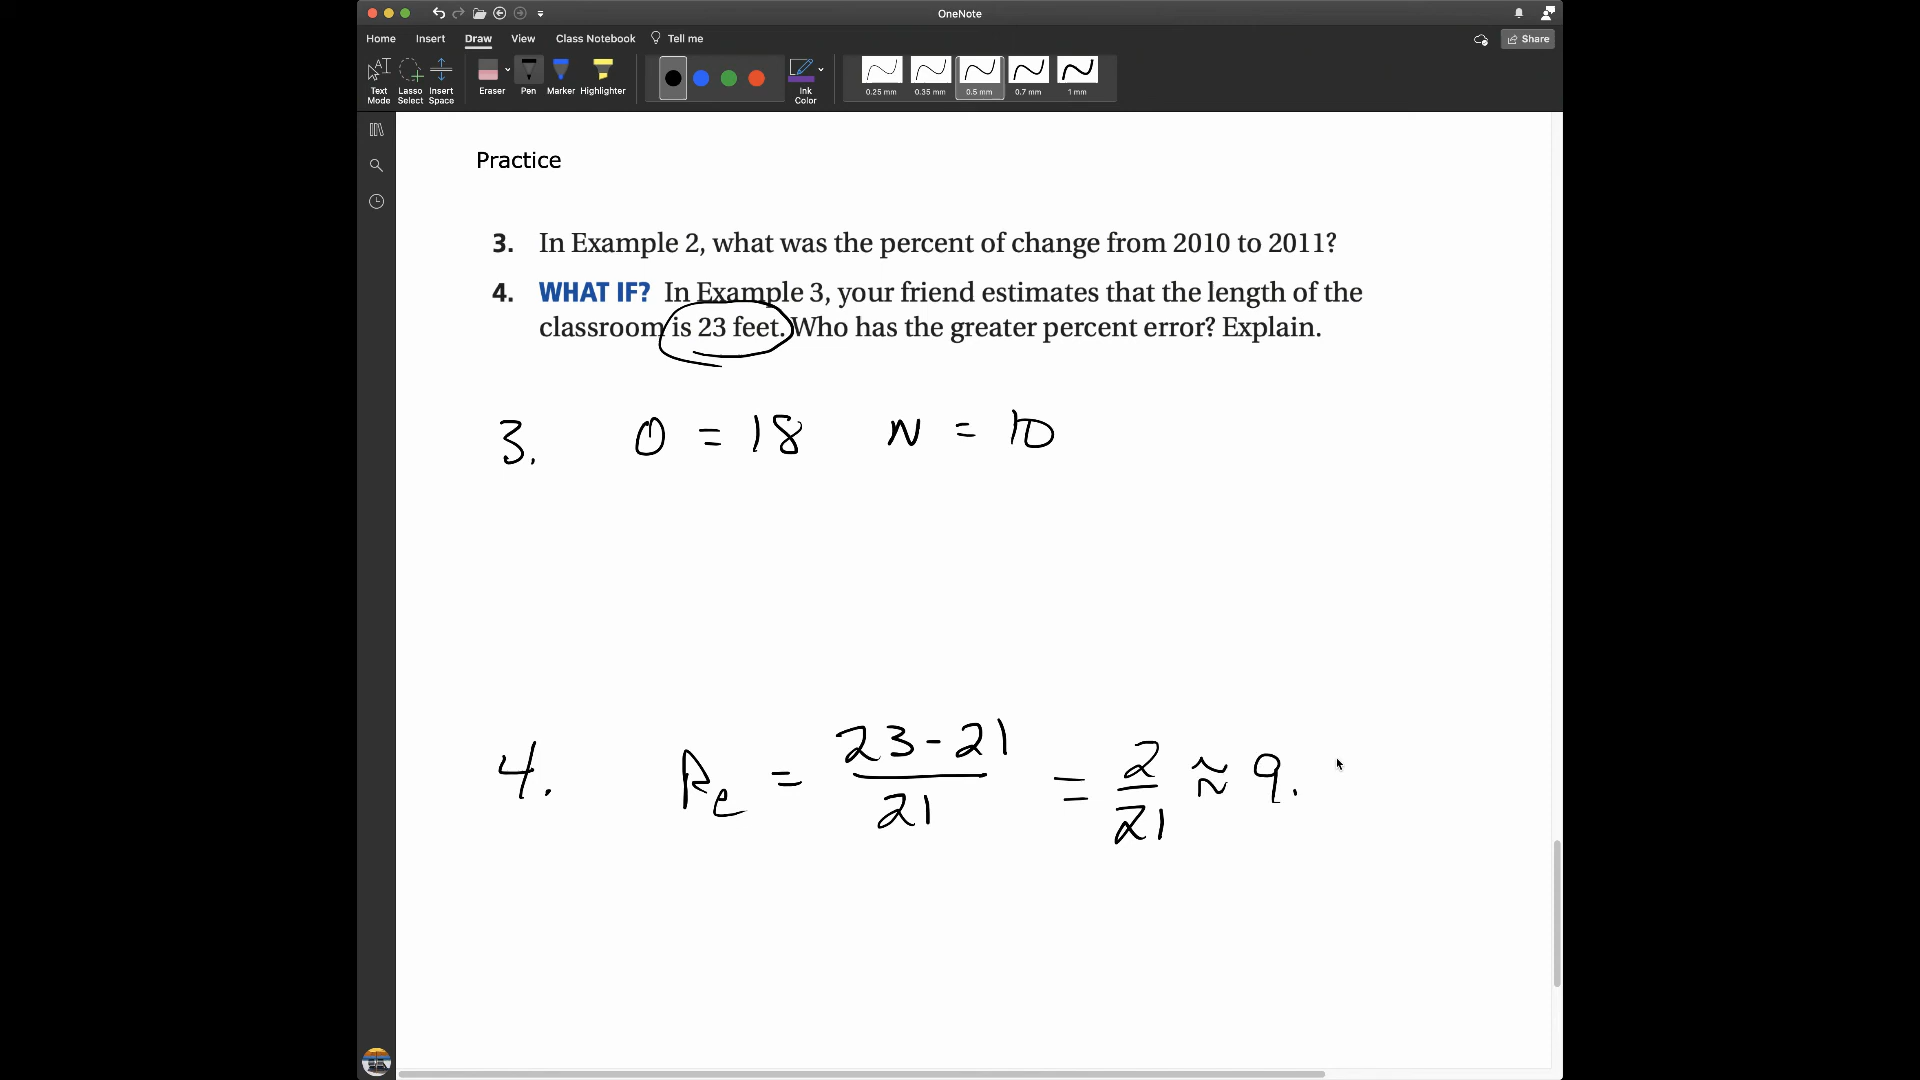 OneNote
Home Insert Draw View Class Notebook Tell me Share
Text Mode Lasso Select Insert Space Eraser Pen Marker Highlighter Ink Color 0.25 mm 0.35 mm 0.5 mm 0.7 mm 1 mm
Practice
3. In Example 2, what was the percent of change from 2010 to 2011?
4. WHAT IF? In Example 3, your friend estimates that the length of the
classroom is 23 feet. Who has the greater percent error? Explain.
3. O = 18 N = 10
4. Pe = 23-21/21 = 2/21 ≈ 9.